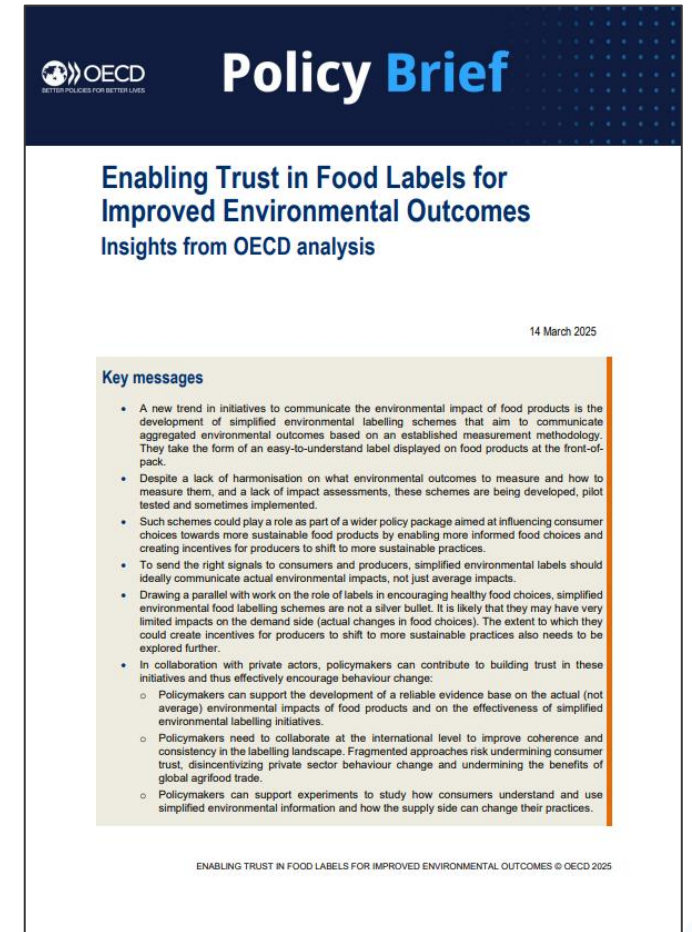 OECD
BETTER POLICIES FOR BETTER LIVES
Policy Brief
Enabling Trust in Food Labels for
Improved Environmental Outcomes
Insights from OECD analysis
14 March 2025
Key messages
• A new trend in initiatives to communicate the environmental impact of food products is the
development of simplified environmental labelling schemes that aim to communicate
aggregated environmental outcomes based on an established measurement methodology.
They take the form of an easy-to-understand label displayed on food products at the front-of-
pack.
• Despite a lack of harmonisation on what environmental outcomes to measure and how to
measure them, and a lack of impact assessments, these schemes are being developed, pilot
tested and sometimes implemented.
• Such schemes could play a role as part of a wider policy package aimed at influencing consumer
choices towards more sustainable food products by enabling more informed food choices and
creating incentives for producers to shift to more sustainable practices.
• To send the right signals to consumers and producers, simplified environmental labels should
ideally communicate actual environmental impacts, not just average impacts.
• Drawing a parallel with work on the role of labels in encouraging healthy food choices, simplified
environmental food labelling schemes are not a silver bullet. It is likely that they may have very
limited impacts on the demand side (actual changes in food choices). The extent to which they
could create incentives for producers to shift to more sustainable practices also needs to be
explored further.
• In collaboration with private actors, policymakers can contribute to building trust in these
initiatives and thus effectively encourage behaviour change:
o Policymakers can support the development of a reliable evidence base on the actual (not
average) environmental impacts of food products and on the effectiveness of simplified
environmental labelling initiatives.
o Policymakers need to collaborate at the international level to improve coherence and
consistency in the labelling landscape. Fragmented approaches risk undermining consumer
trust, disincentivizing private sector behaviour change and undermining the benefits of
global agrifood trade.
o Policymakers can support experiments to study how consumers understand and use
simplified environmental information and how the supply side can change their practices.
ENABLING TRUST IN FOOD LABELS FOR IMPROVED ENVIRONMENTAL OUTCOMES © OECD 2025